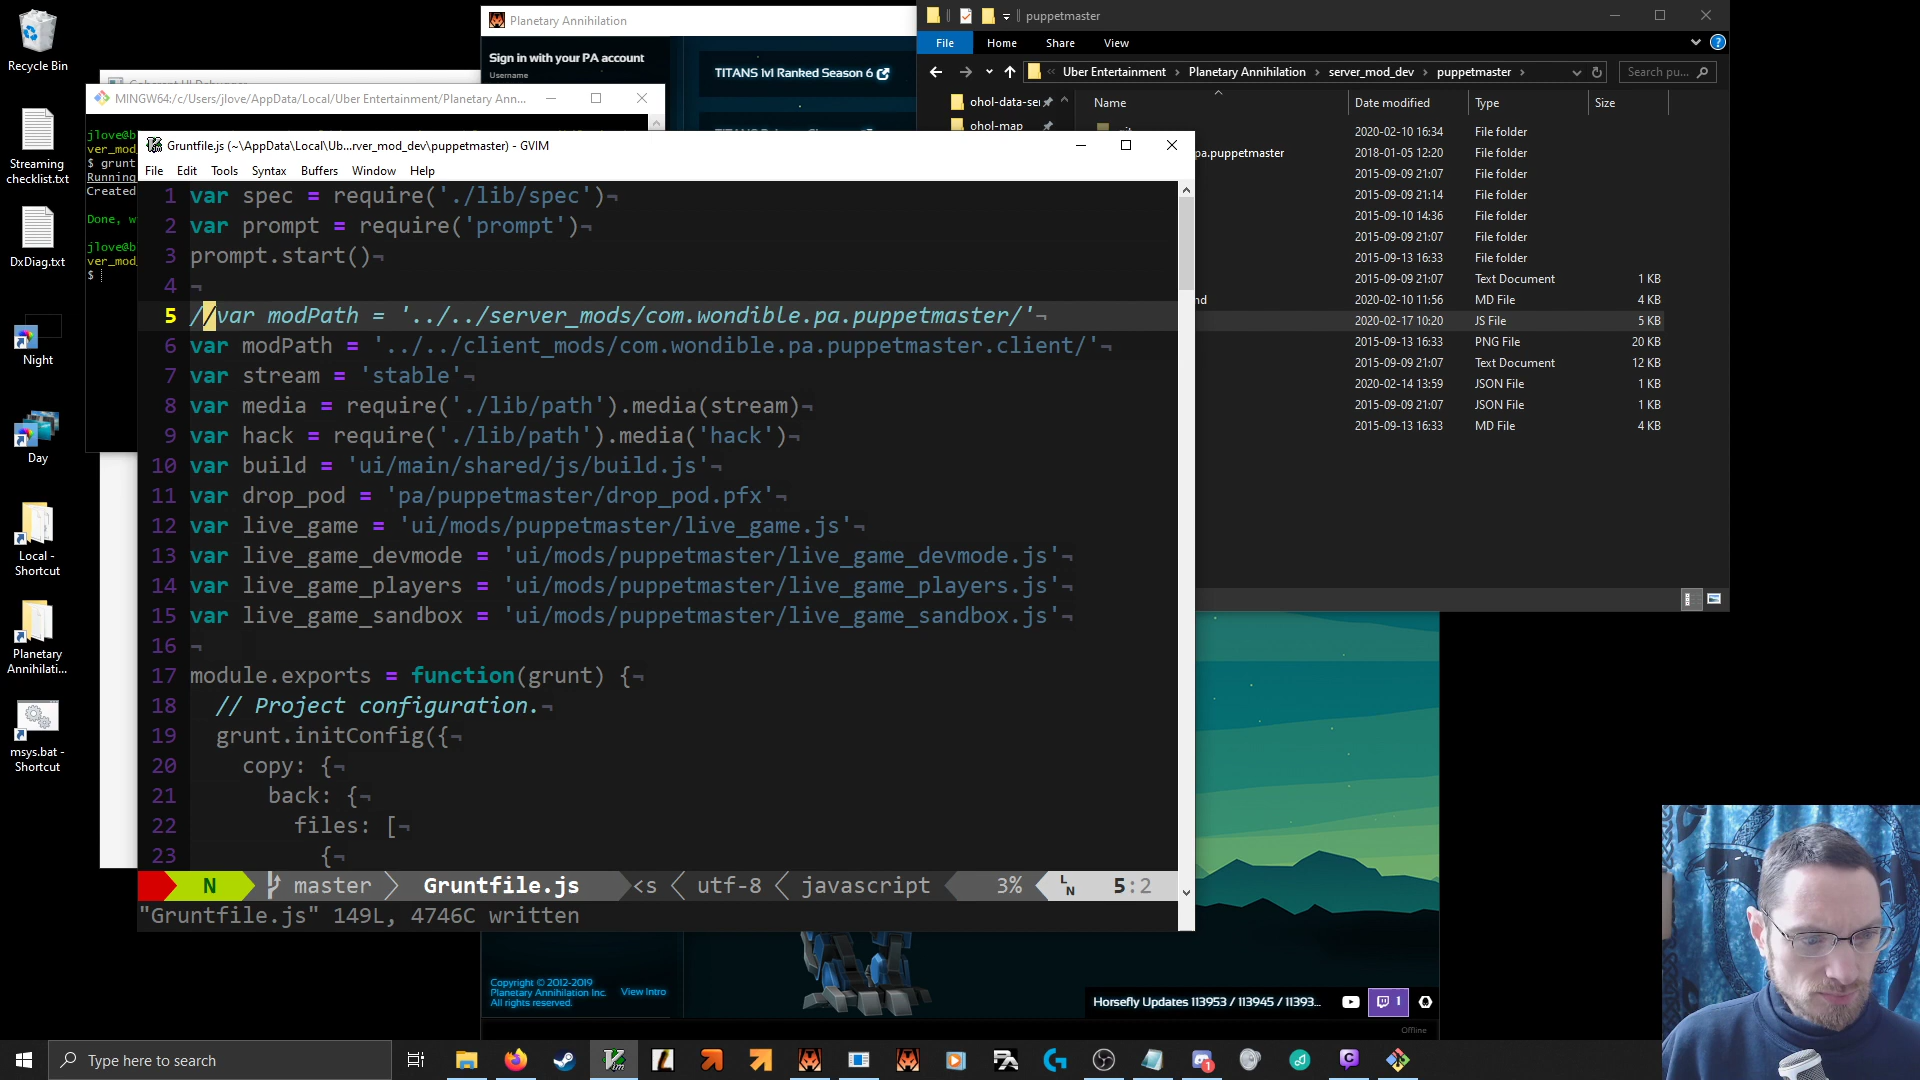 Recycle Bin
Streaming
checklist.txt
DxDiag.txt
Night
Day
Local -
Shortcut
Planetary
Annihilati...
msys.bat -
Shortcut
MINGW64:/c/Users/jlove/AppData/Local/Uber Entertainment/Planetary Ann...
jlove@b
ver_mod_
$ grunt
Running
Created
Done, w
jlove@b
ver_mod_
$
Planetary Annihilation
Sign in with your PA account
Username
TITANS 1v1 Ranked Season 6
puppetmaster
File
Home
Share
View
Uber Entertainment
Planetary Annihilation
server_mod_dev
puppetmaster
Search pu...
ohol-data-ser
ohol-map
Name
Date modified
Type
Size
2020-02-10 16:34 File folder
pa.puppetmaster 2018-01-05 12:20 File folder
2015-09-09 21:07 File folder
2015-09-09 21:14 File folder
2015-09-10 14:36 File folder
2015-09-09 21:07 File folder
2015-09-13 16:33 File folder
2015-09-09 21:07 Text Document 1 KB
nd 2020-02-10 11:56 MD File 4 KB
2020-02-17 10:20 JS File 5 KB
2015-09-13 16:33 PNG File 20 KB
2015-09-09 21:07 Text Document 12 KB
2020-02-14 13:59 JSON File 1 KB
2015-09-09 21:07 JSON File 1 KB
2015-09-13 16:33 MD File 4 KB
Gruntfile.js (~\AppData\Local\Ub...rver_mod_dev\puppetmaster) - GVIM
File Edit Tools Syntax Buffers Window Help
1 var spec = require('./lib/spec')¬
2 var prompt = require('prompt')¬
3 prompt.start()¬
4 ¬
5 //var modPath = '../../server_mods/com.wondible.pa.puppetmaster/'¬
6 var modPath = '../../client_mods/com.wondible.pa.puppetmaster.client/'¬
7 var stream = 'stable'¬
8 var media = require('./lib/path').media(stream)¬
9 var hack = require('./lib/path').media('hack')¬
10 var build = 'ui/main/shared/js/build.js'¬
11 var drop_pod = 'pa/puppetmaster/drop_pod.pfx'¬
12 var live_game = 'ui/mods/puppetmaster/live_game.js'¬
13 var live_game_devmode = 'ui/mods/puppetmaster/live_game_devmode.js'¬
14 var live_game_players = 'ui/mods/puppetmaster/live_game_players.js'¬
15 var live_game_sandbox = 'ui/mods/puppetmaster/live_game_sandbox.js'¬
16 ¬
17 module.exports = function(grunt) {¬
18 // Project configuration.¬
19 grunt.initConfig({¬
20 copy: {¬
21 back: {¬
22 files: [¬
23 {¬
N master Gruntfile.js <s utf-8 javascript 3% LN 5:2
"Gruntfile.js" 149L, 4746C written
Copyright © 2012-2019
Planetary Annihilation Inc.
All rights reserved.
View Intro
Horsefly Updates 113953 / 113945 / 11393...
1
Offline
Type here to search